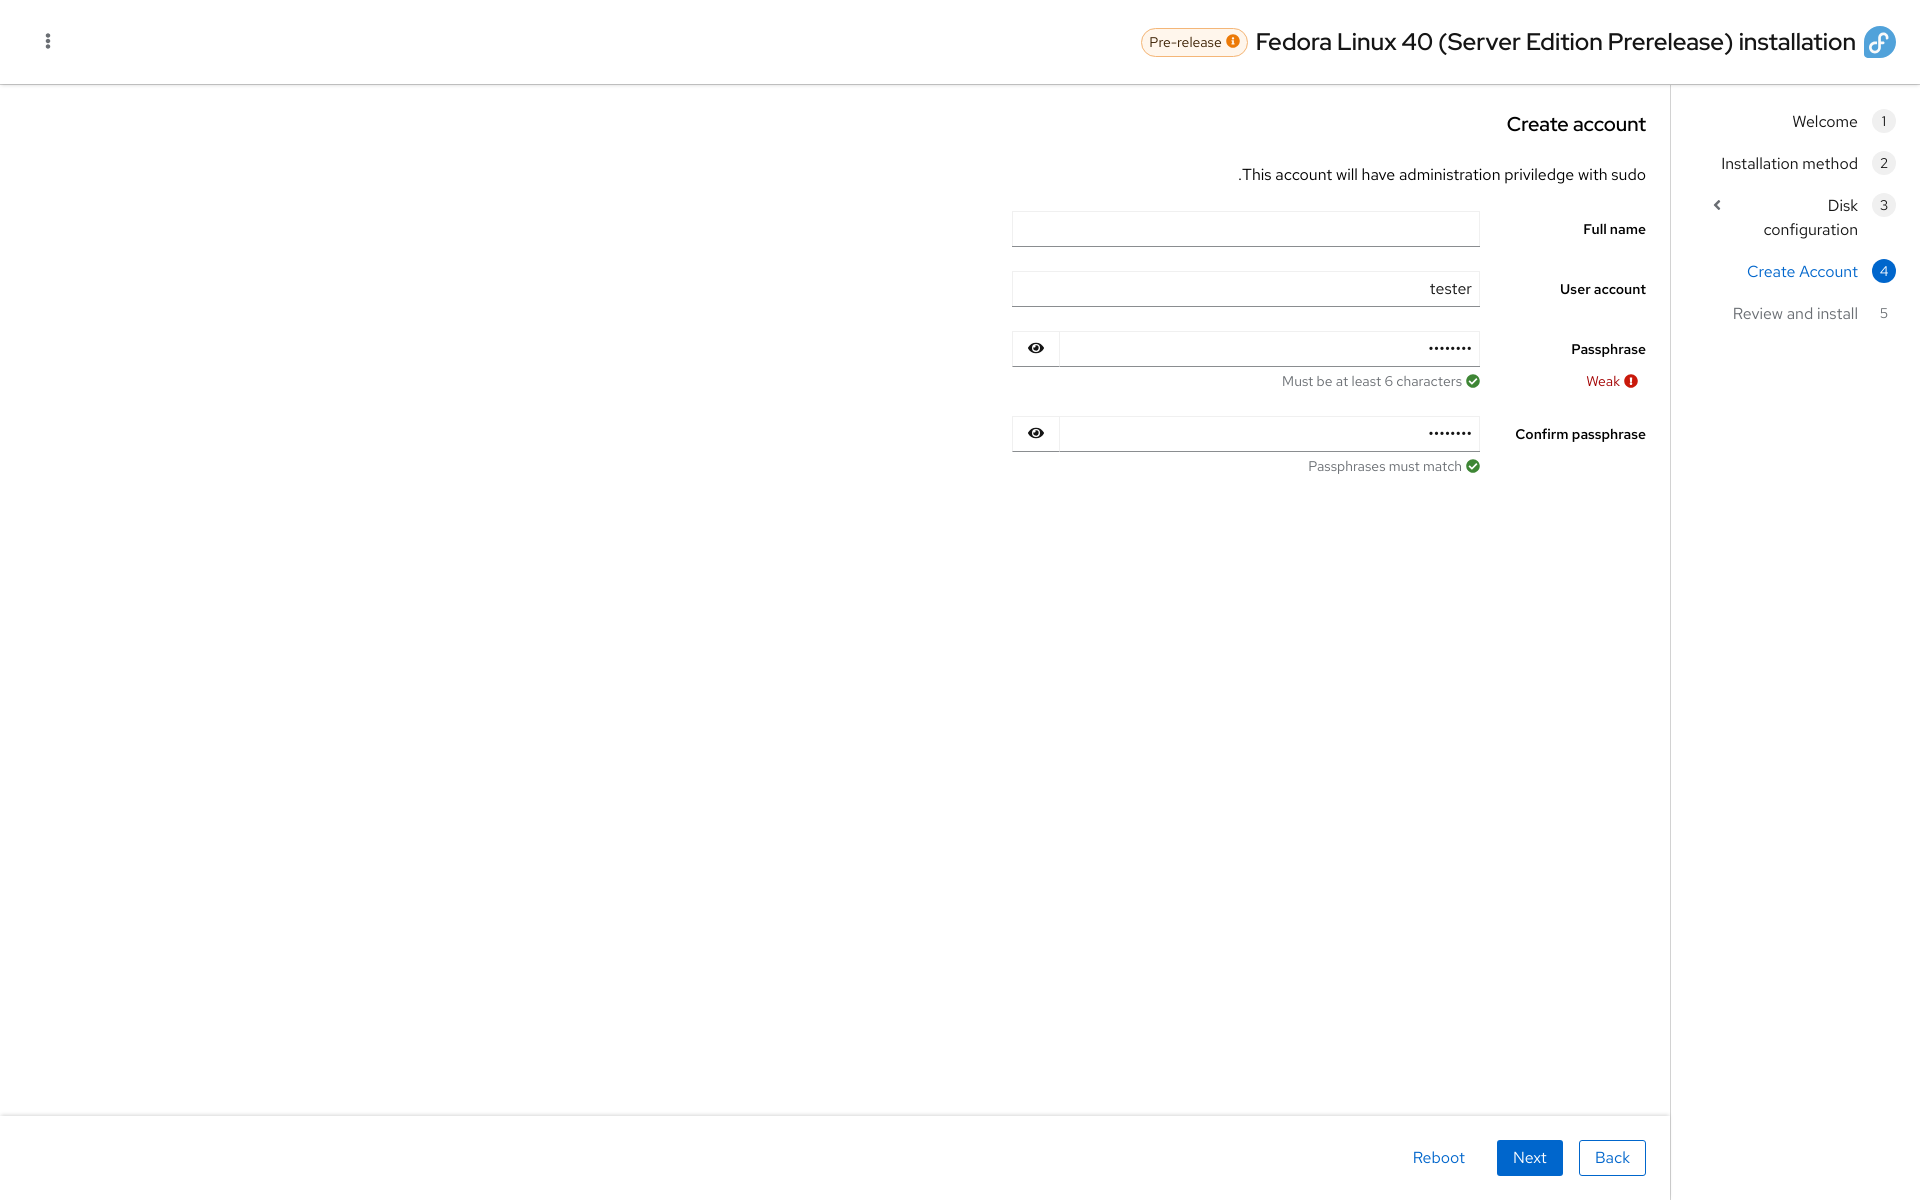 Fedora Linux 40 (Server Edition Prerelease) installation
Pre-release
1 Welcome
2 Installation method
3 Disk
configuration
4 Create Account
5 Review and install
Create account
.This account will have administration priviledge with sudo
Full name
User account
tester
Passphrase
••••••••
Weak
Must be at least 6 characters
Confirm passphrase
••••••••
Passphrases must match
Back
Next
Reboot